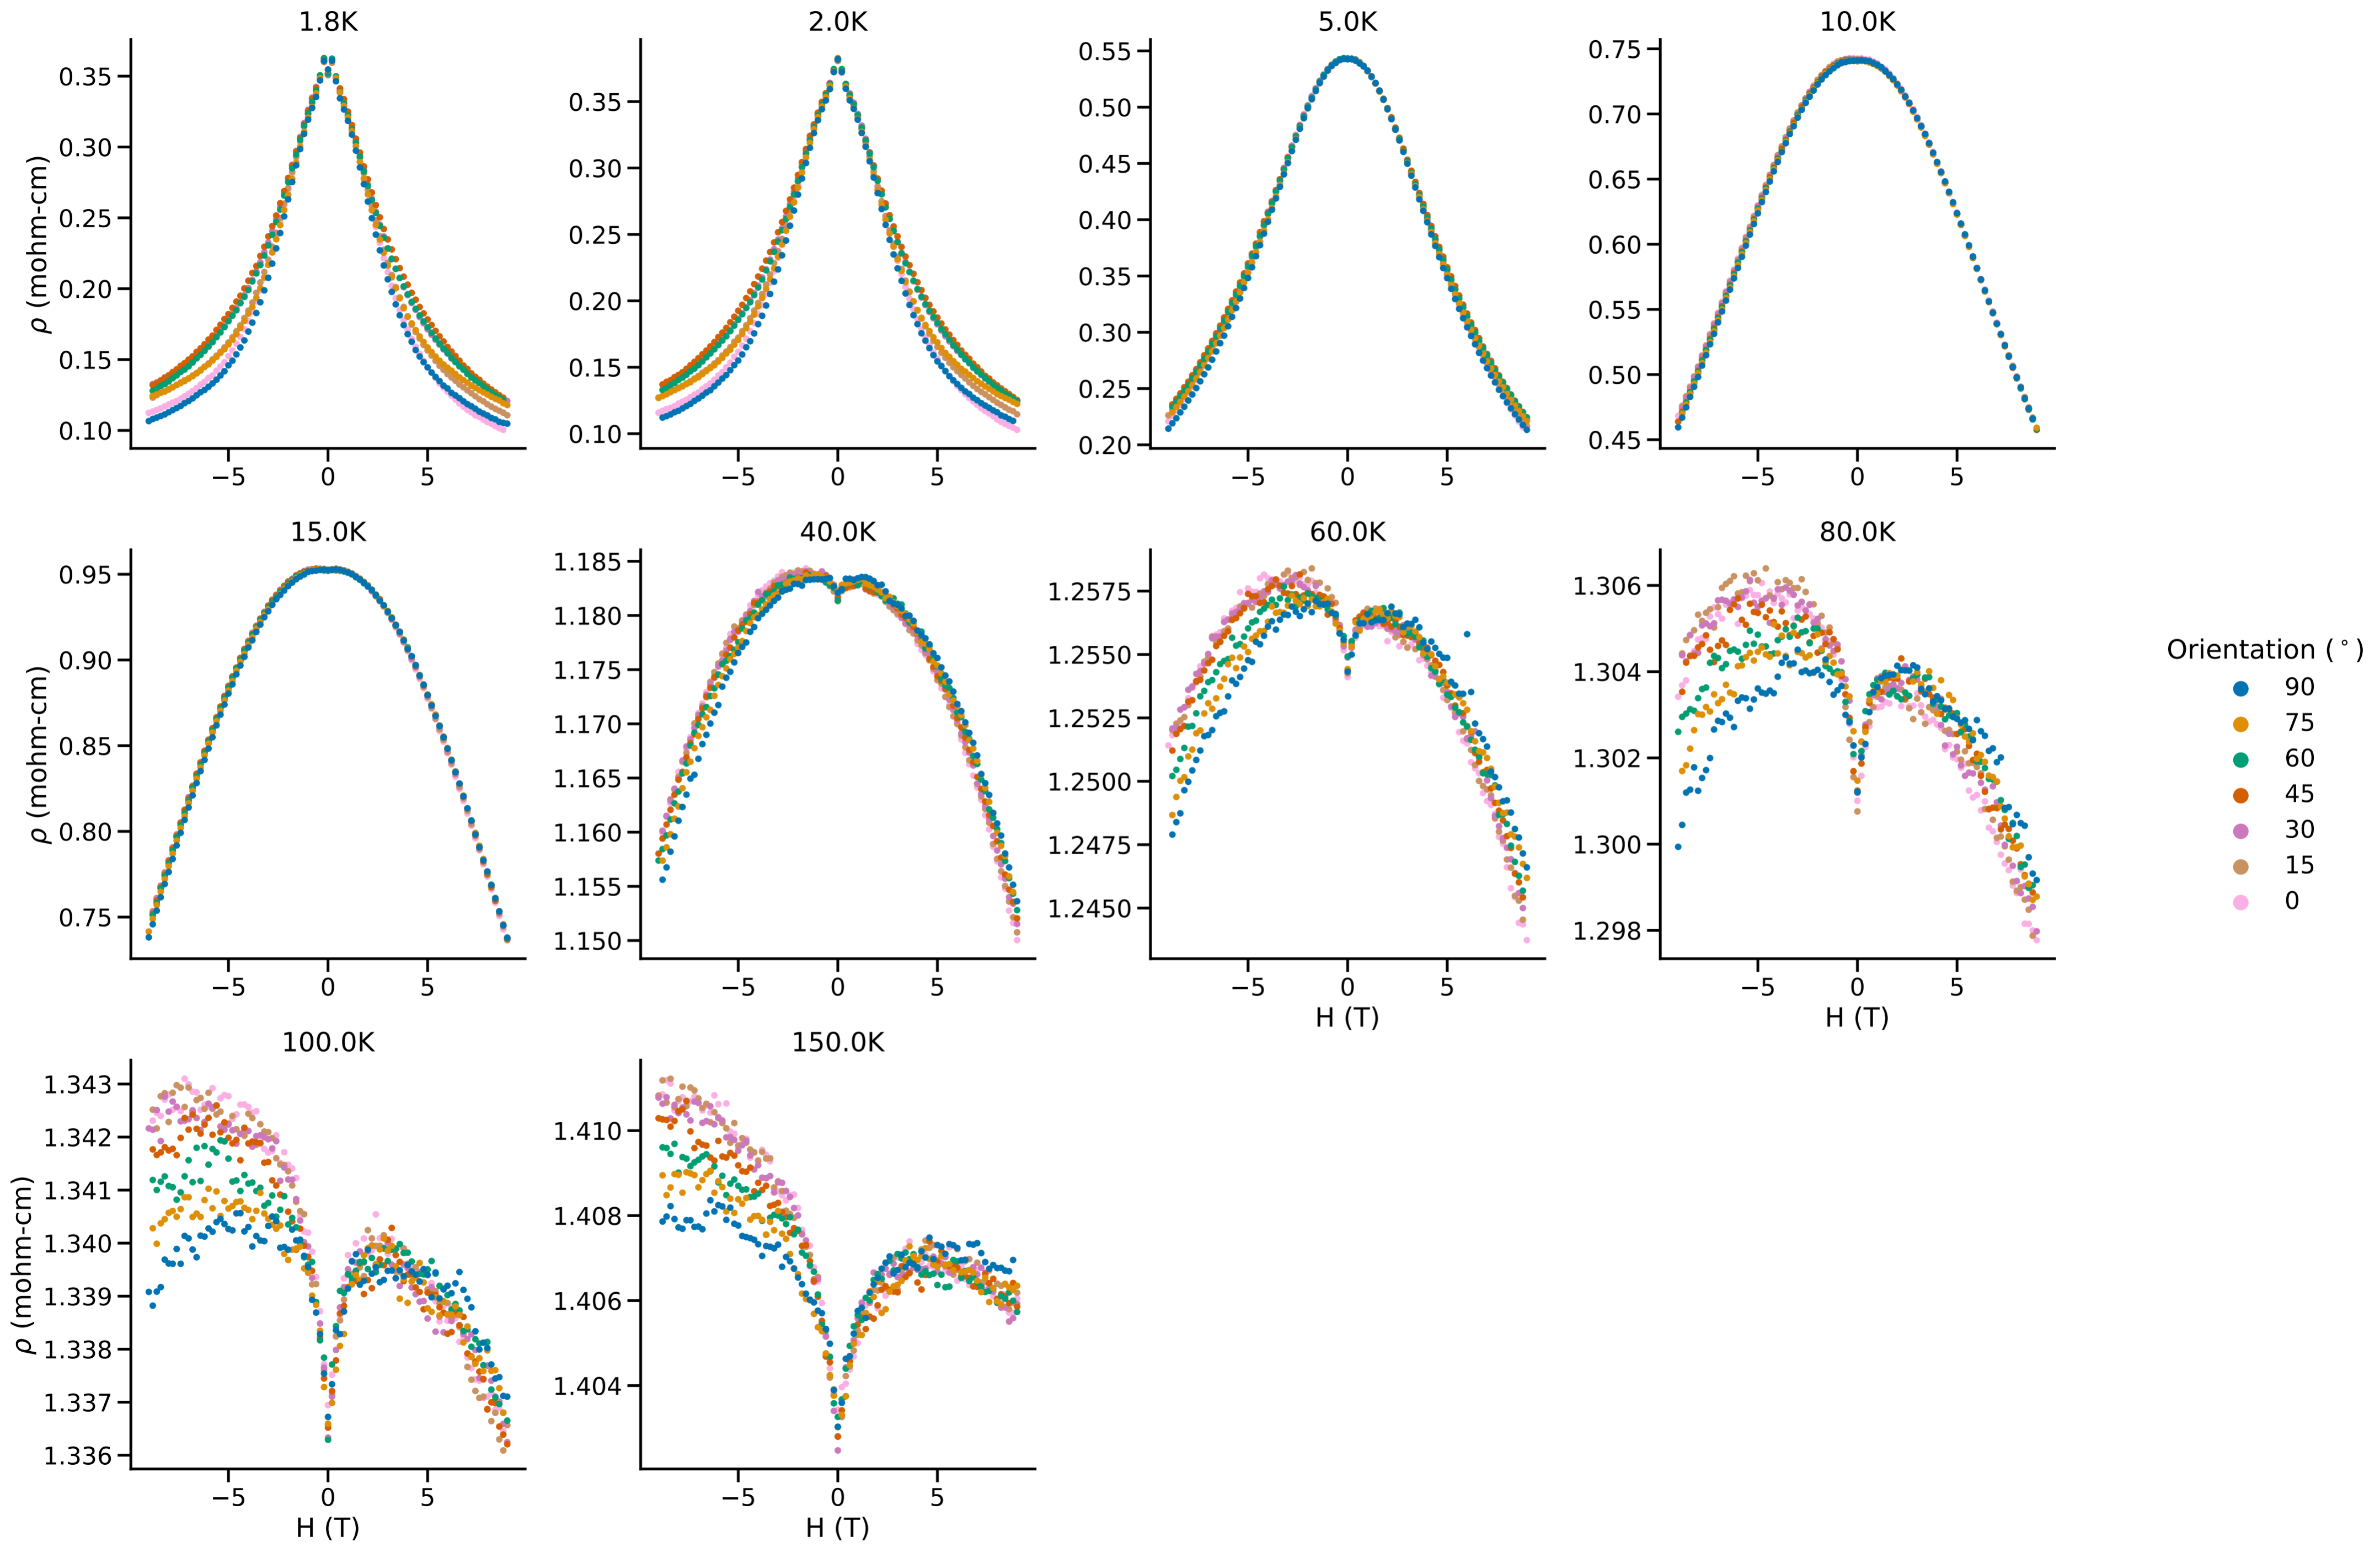 1.8K
2.0K
5.0K
10.0K
0.35
0.30
0.25
0.20
0.15
0.10
ρ (mohm-cm)
−5 0 5
0.35
0.30
0.25
0.20
0.15
0.10
−5 0 5
0.55
0.50
0.45
0.40
0.35
0.30
0.25
0.20
−5 0 5
0.75
0.70
0.65
0.60
0.55
0.50
0.45
−5 0 5
15.0K
40.0K
60.0K
80.0K
0.95
0.90
0.85
0.80
0.75
ρ (mohm-cm)
−5 0 5
1.185
1.180
1.175
1.170
1.165
1.160
1.155
1.150
−5 0 5
1.2575
1.2550
1.2525
1.2500
1.2475
1.2450
−5 0 5
H (T)
1.306
1.304
1.302
1.300
1.298
−5 0 5
H (T)
Orientation (°)
90
75
60
45
30
15
0
100.0K
150.0K
1.343
1.342
1.341
1.340
1.339
1.338
1.337
1.336
ρ (mohm-cm)
−5 0 5
H (T)
1.410
1.408
1.406
1.404
−5 0 5
H (T)